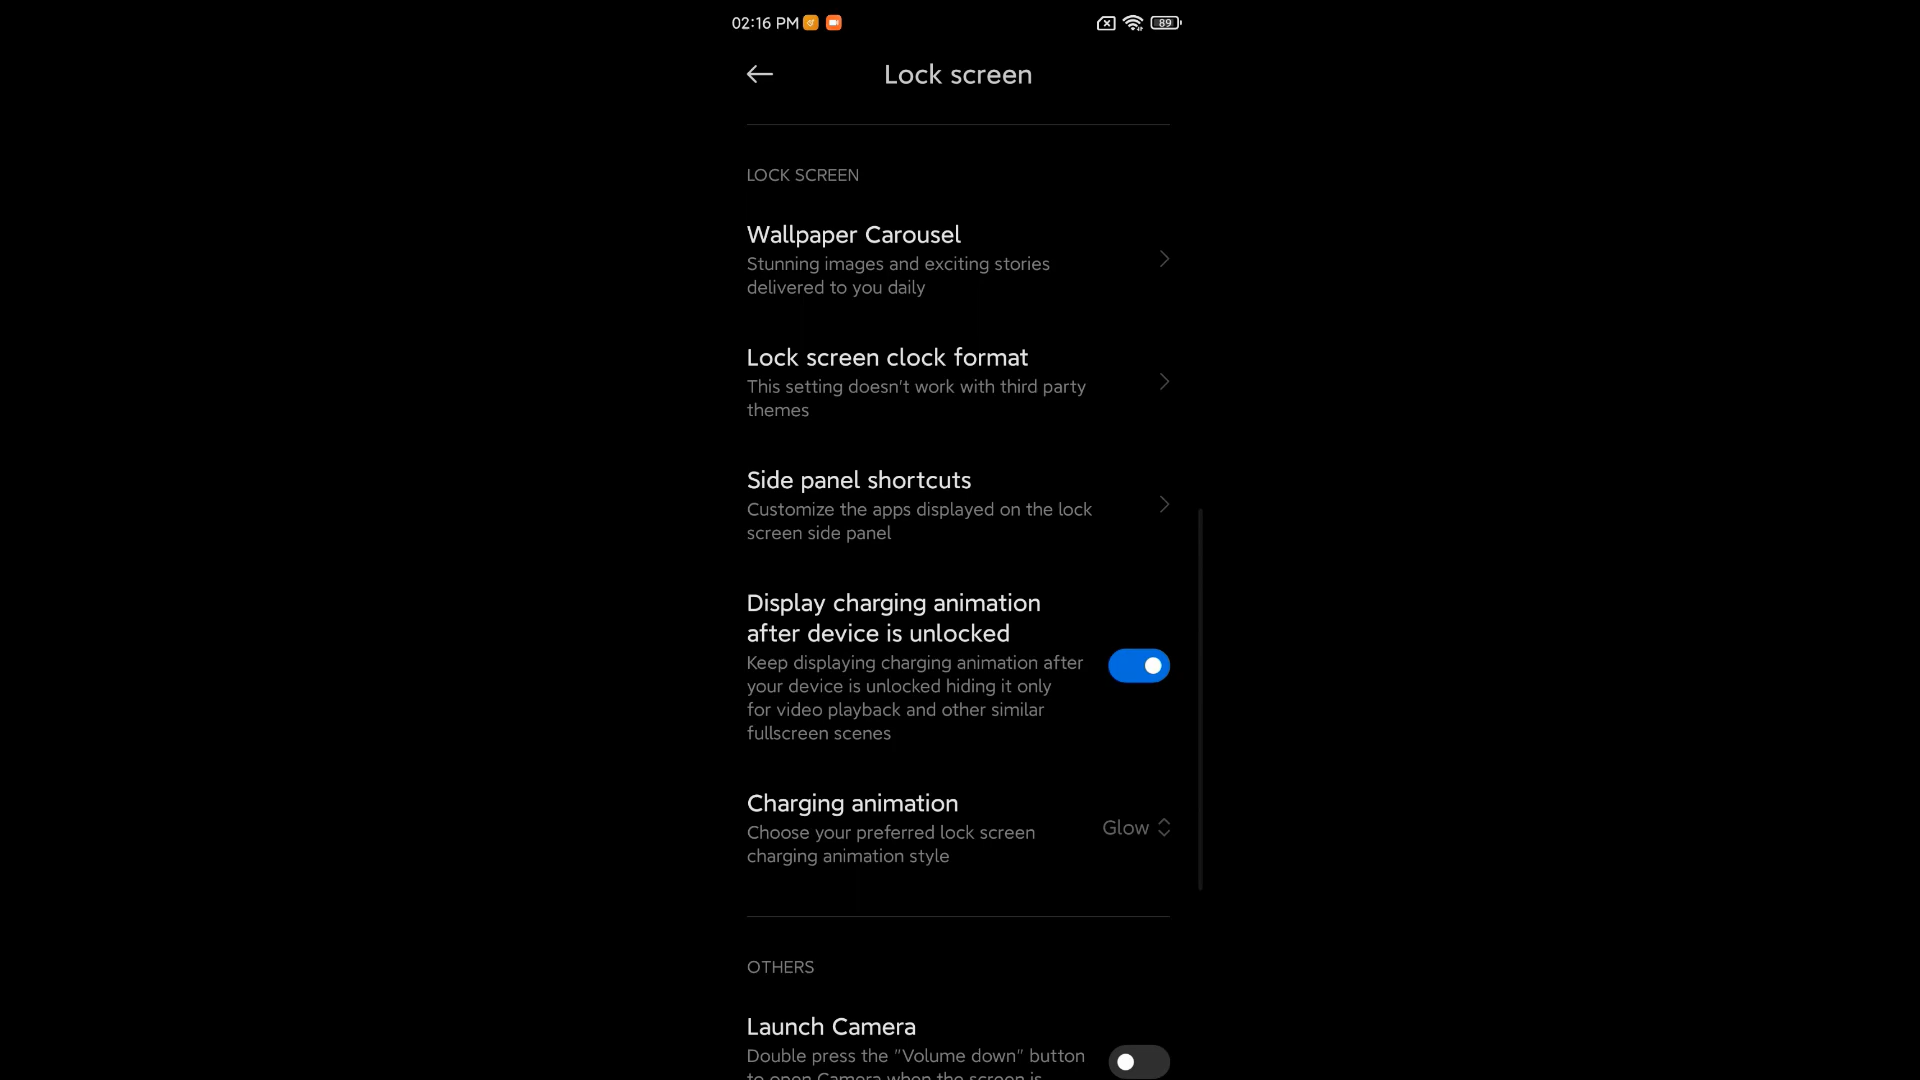 02:16 PM
89
Lock screen
LOCK SCREEN
Wallpaper Carousel
Stunning images and exciting stories
delivered to you daily
Lock screen clock format
This setting doesn't work with third party
themes
Side panel shortcuts
Customize the apps displayed on the lock
screen side panel
Display charging animation
after device is unlocked
Keep displaying charging animation after
your device is unlocked hiding it only
for video playback and other similar
fullscreen scenes
Charging animation
Glow
Choose your preferred lock screen
charging animation style
OTHERS
Launch Camera
Double press the "Volume down" button
to open Camera when the screen is